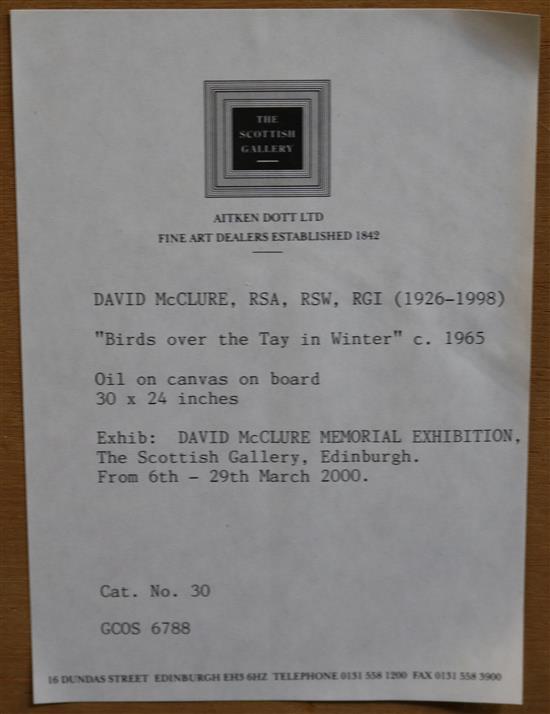 THE
SCOTTISH
GALLERY
AITKEN DOTT LTD
FINE ART DEALERS ESTABLISHED 1842
DAVID McCLURE, RSA, RSW, RGI (1926-1998)
"Birds over the Tay in Winter" c. 1965
Oil on canvas on board
30 x 24 inches
Exhib: DAVID McCLURE MEMORIAL EXHIBITION,
The Scottish Gallery, Edinburgh.
From 6th - 29th March 2000.
Cat. No. 30
GCOS 6788
16 DUNDAS STREET EDINBURGH EH3 6HZ TELEPHONE 0131 558 1200 FAX 0131 558 3900